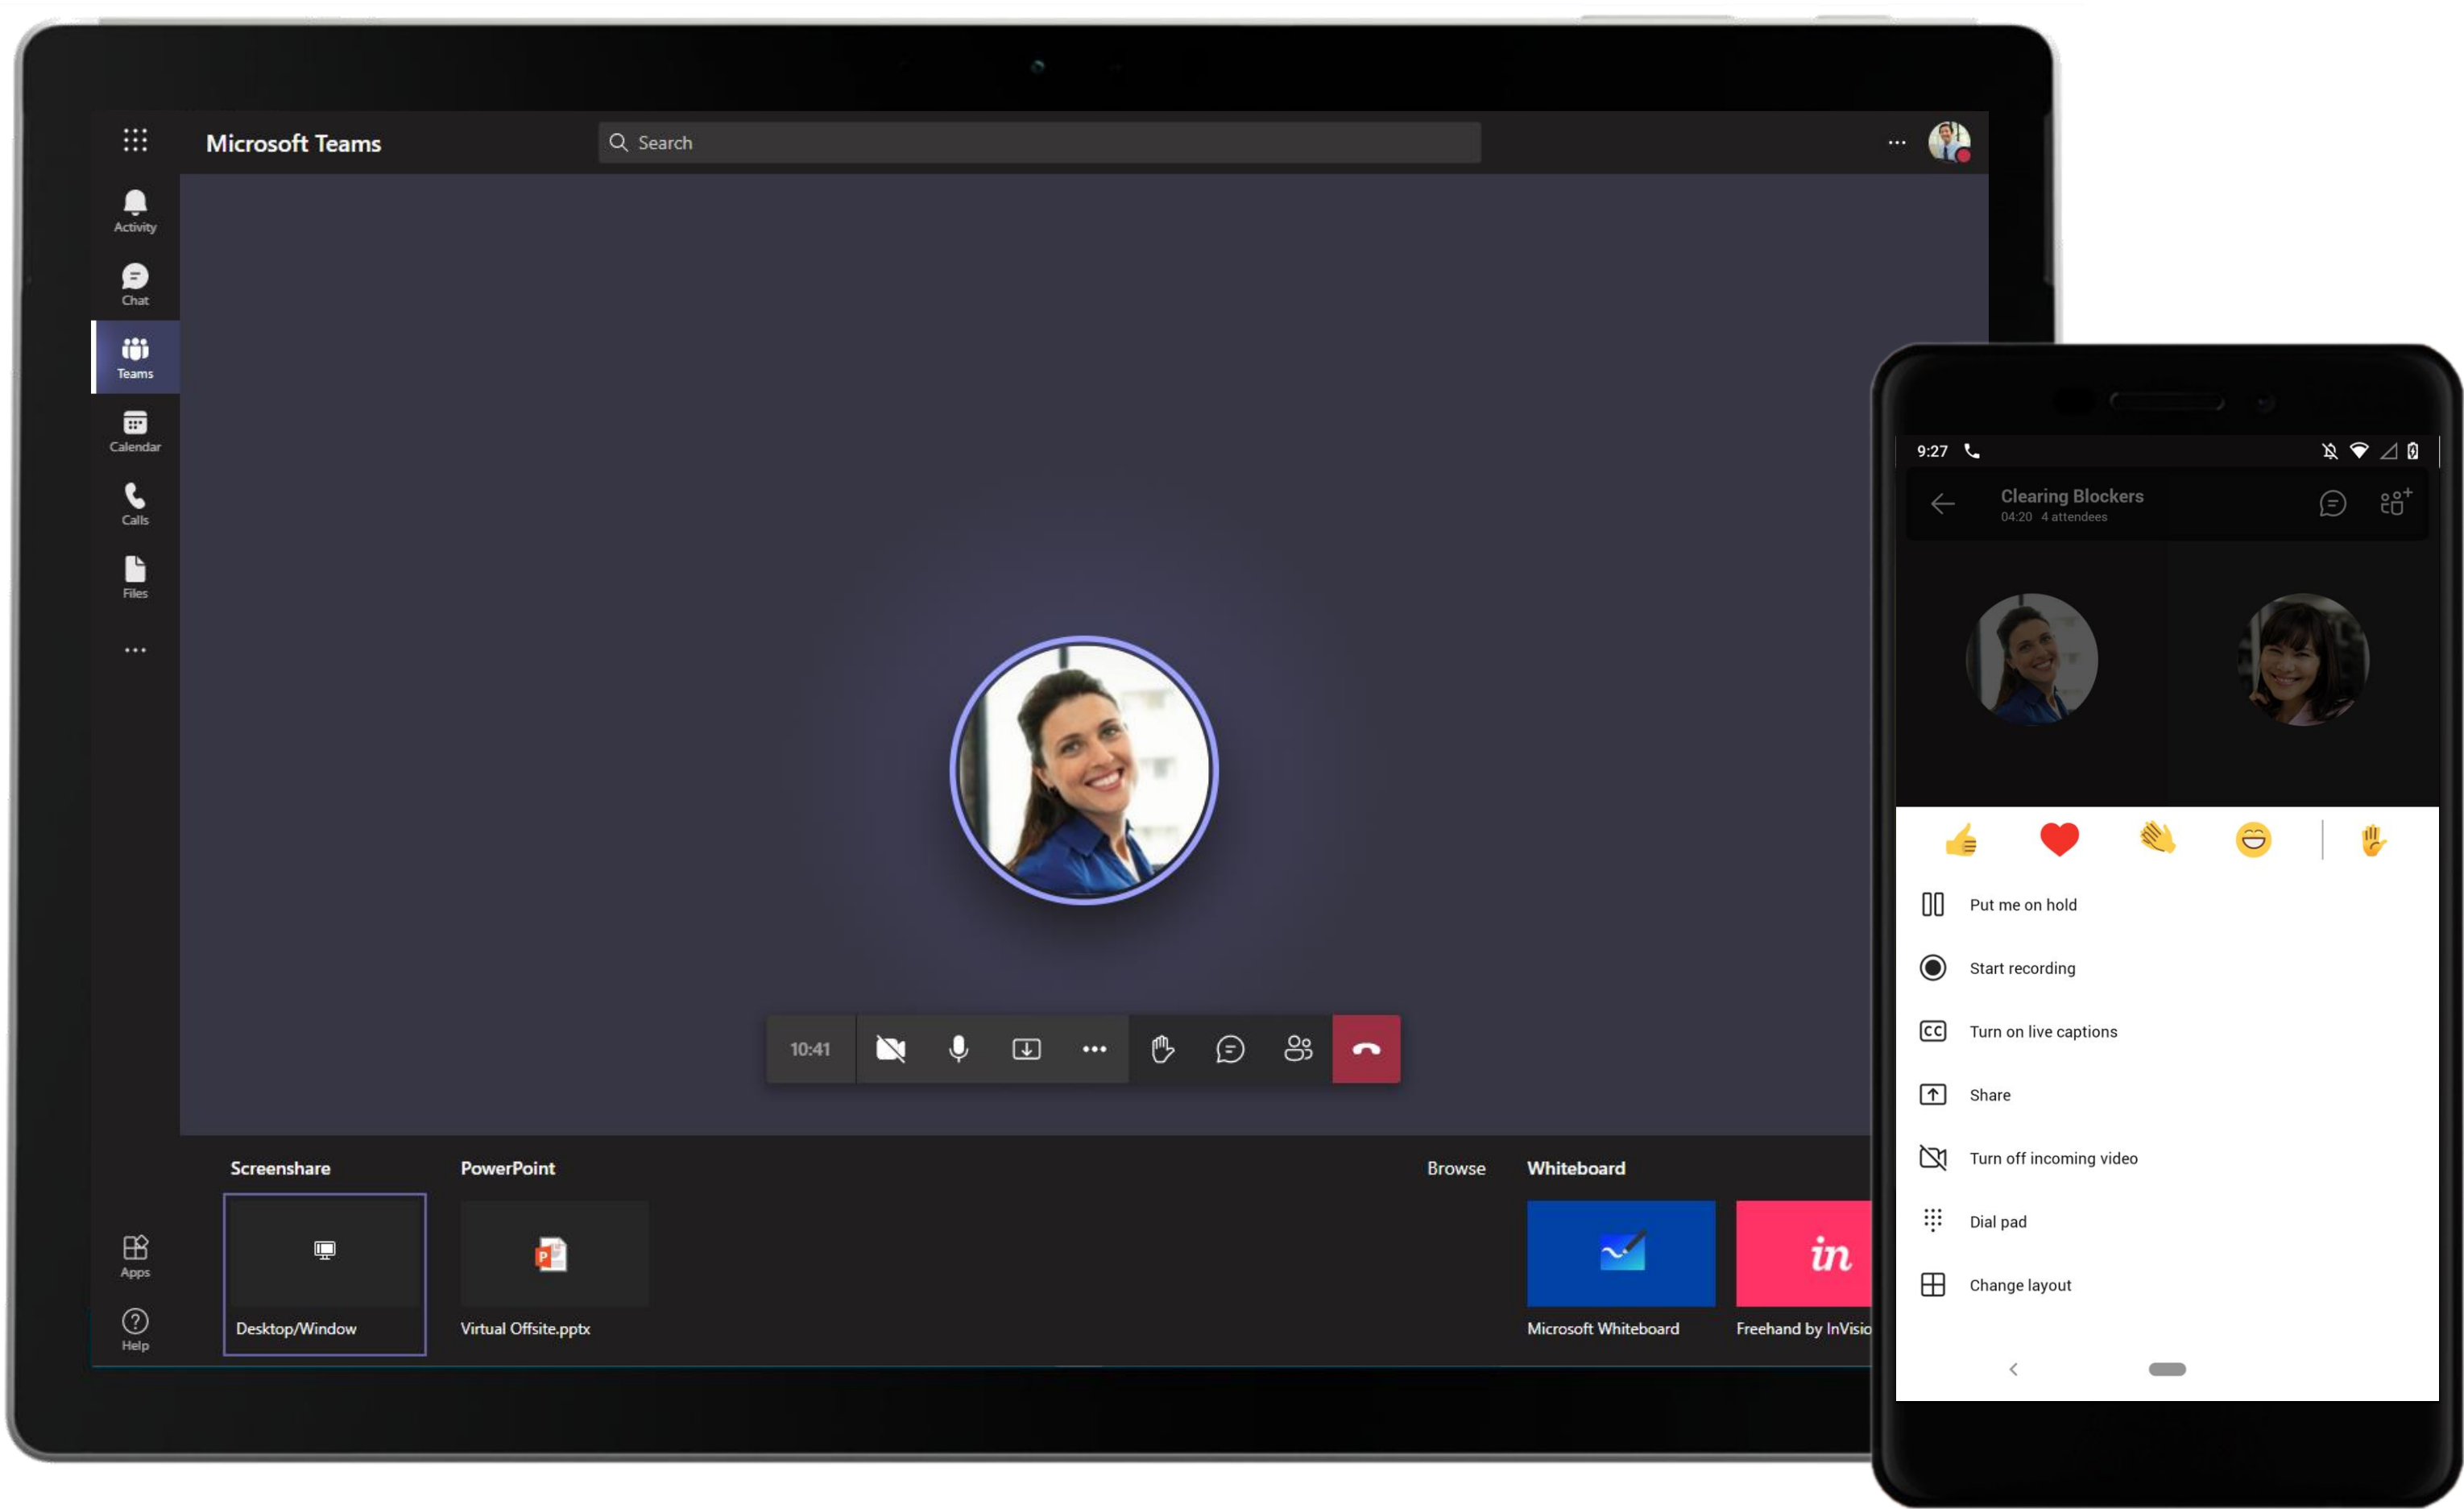 Microsoft Teams
Search
Activity
Chat
Teams
Calendar
Calls
Files
Apps
Help
10:41
Screenshare
PowerPoint
Browse
Whiteboard
Desktop/Window
Virtual Offsite.pptx
Microsoft Whiteboard
in
Freehand by InVisio
9:27
Clearing Blockers
04:20 4 attendees
Put me on hold
Start recording
CC
Turn on live captions
Share
Turn off incoming video
Dial pad
Change layout